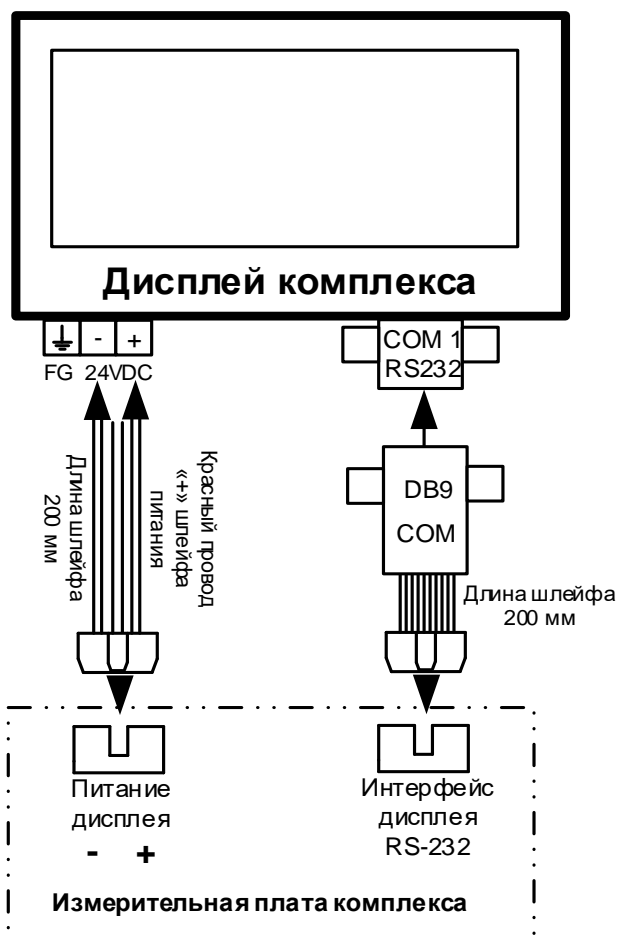 Дисплей комплекса
- +
FG 24VDC
COM 1
RS232
Длина шлейфа
200 мм
Красный провод
«+» шлейфа
питания
DB9
COM
Длина шлейфа
200 мм
Питание
дисплея
- +
Интерфейс
дисплея
RS-232
Измерительная плата комплекса